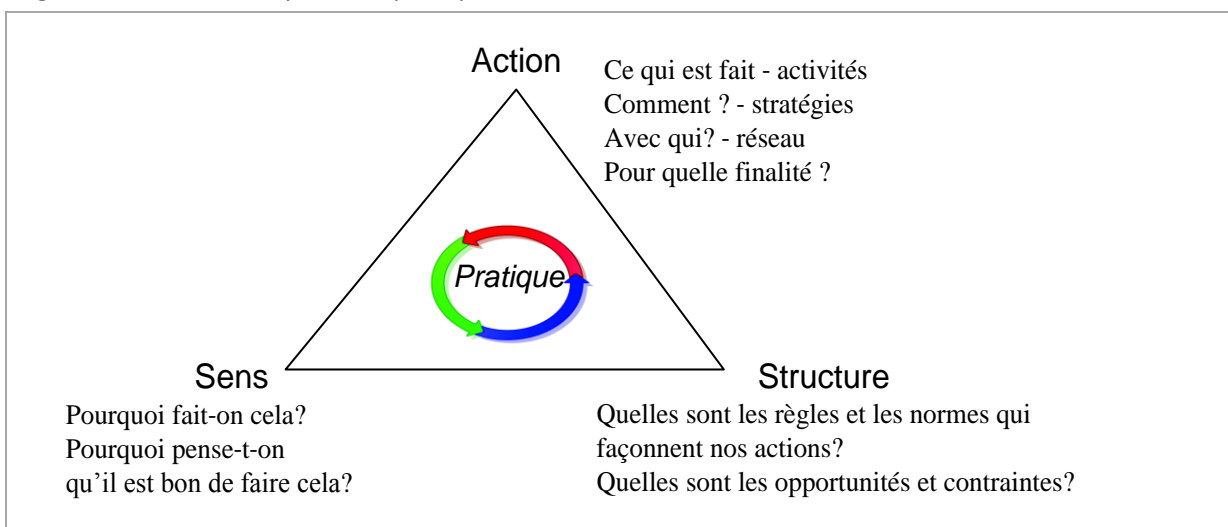 Action
Ce qui est fait - activités
Comment ? - stratégies
Avec qui? - réseau
Pour quelle finalité ?
Pratique
Sens
Pourquoi fait-on cela?
Pourquoi pense-t-on
qu’il est bon de faire cela?
Structure
Quelles sont les règles et les normes qui
façonnent nos actions?
Quelles sont les opportunités et contraintes?